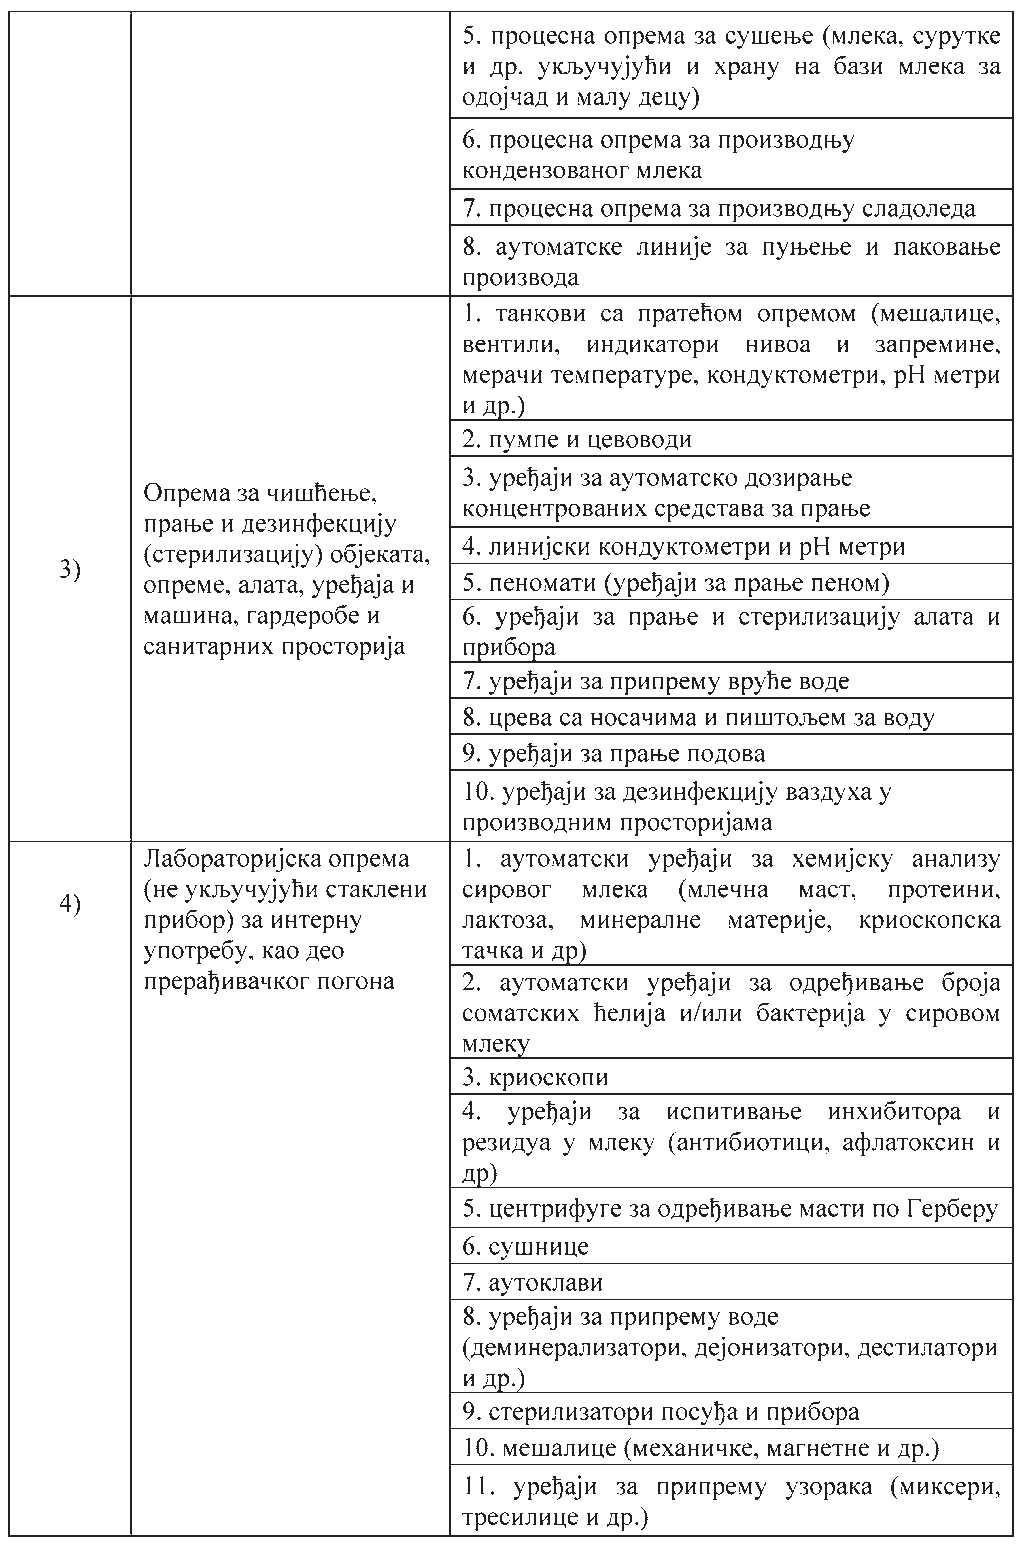 5. процесна опрема за сушење (млека, сурутке
и др. укључујући и храну на бази млека за
одојчад и малу децу)
6. процесна опрема за производњу
кондензованог млека
7. процесна опрема за производњу сладоледа
8. аутоматске линије за пуњење и паковање
производа
3)
Опрема за чишћење,
прање и дезинфекцију
(стерилизацију) објеката,
опреме, алата, уређаја и
машина, гардеробе и
санитарних просторија
1. танкови са пратећом опремом (мешалице,
вентили, индикатори нивоа и запремине,
мерачи температуре, кондуктометри, pH метри
и др.)
2. пумпе и цевоводи
3. уређаји за аутоматско дозирање
концентрованих средстава за прање
4. линијски кондуктометри и pH метри
5. пеномати (уређаји за прање пеном)
6. уређаји за прање и стерилизацију алата и
прибора
7. уређаји за припрему вруће воде
8. црева са носачима и пиштољем за воду
9. уређаји за прање подова
10. уређаји за дезинфекцију ваздуха у
производним просторијама
4)
Лабораторијска опрема
(не укључујући стаклени
прибор) за интерну
употребу, као део
прерађивачког погона
1. аутоматски уређаји за хемијску анализу
сировог млека (млечна маст, протеини,
лактоза, минералне материје, криоскопска
тачка и др)
2. аутоматски уређаји за одређивање броја
соматских ћелија и/или бактерија у сировом
млеку
3. криоскопи
4. уређаји за испитивање инхибитора и
резидуа у млеку (антибиотици, афлатоксин и
др)
5. центрифуге за одређивање масти по Герберу
6. сушнице
7. аутоклави
8. уређаји за припрему воде
(деминерализатори, дејонизатори, дестилатори
и др.)
9. стерилизатори посуђа и прибора
10. мешалице (механичке, магнетне и др.)
11. уређаји за припрему узорака (миксери,
тресилице и др.)